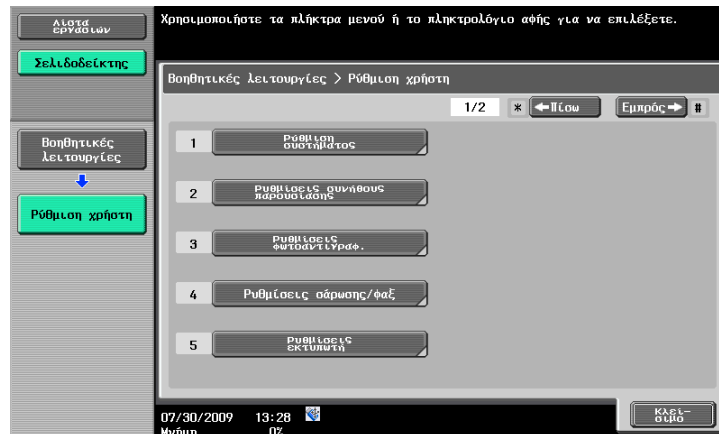 Λίστα
εργασιών
Χρησιμοποιήστε τα πλήκτρα μενού ή το πληκτρολόγιο αφής για να επιλέξετε.
Σελιδοδείκτης
Βοηθητικές λειτουργίες > Ρύθμιση χρήστη
1/2 * ←Πίσω Εμπρός→ #
Βοηθητικές
λειτουργίες
Ρύθμιση χρήστη
1 Ρύθμιση
συστήματος
2 Ρυθμίσεις συνήθους
παρουσίασης
3 Ρυθμίσεις
φωτοαντιγραφ.
4 Ρυθμίσεις σάρωσης/φαξ
5 Ρυθμίσεις
εκτυπωτή
07/30/2009 13:28
Μνήμη 0%
Κλεί-
σιμο